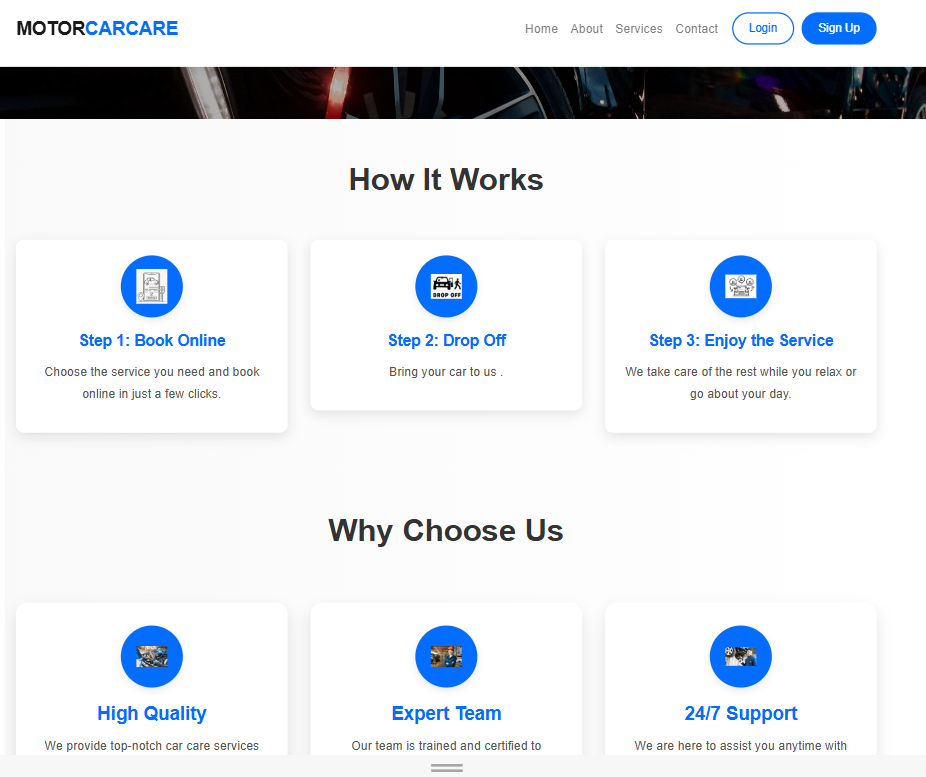 MOTORCARCARE
Home About Services Contact Login Sign Up
How It Works
DROP OFF
Step 1: Book Online
Choose the service you need and book
online in just a few clicks.
Step 2: Drop Off
Bring your car to us .
Step 3: Enjoy the Service
We take care of the rest while you relax or
go about your day.
Why Choose Us
High Quality
We provide top-notch car care services
Expert Team
Our team is trained and certified to
24/7 Support
We are here to assist you anytime with